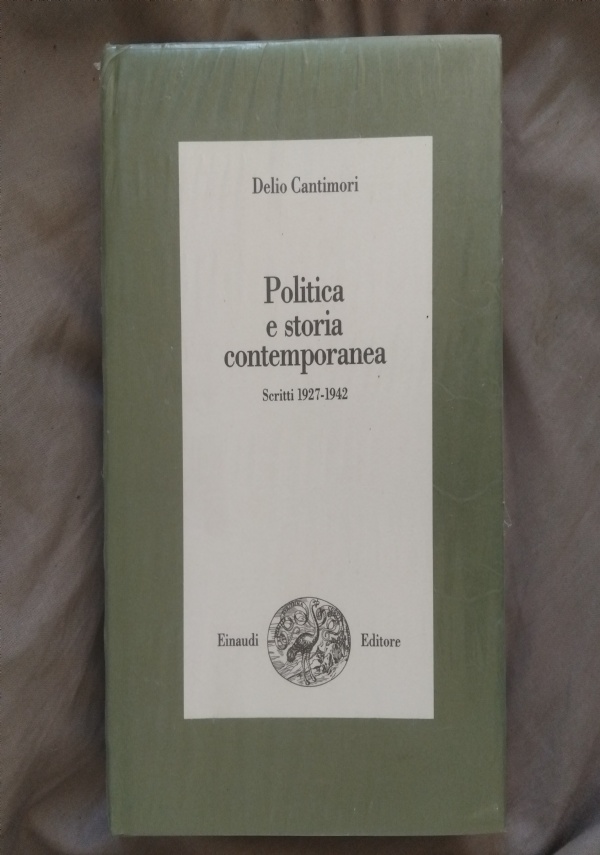 Delio Cantimori
Politica
e storia
contemporanea
Scritti 1927-1942
Einaudi Editore